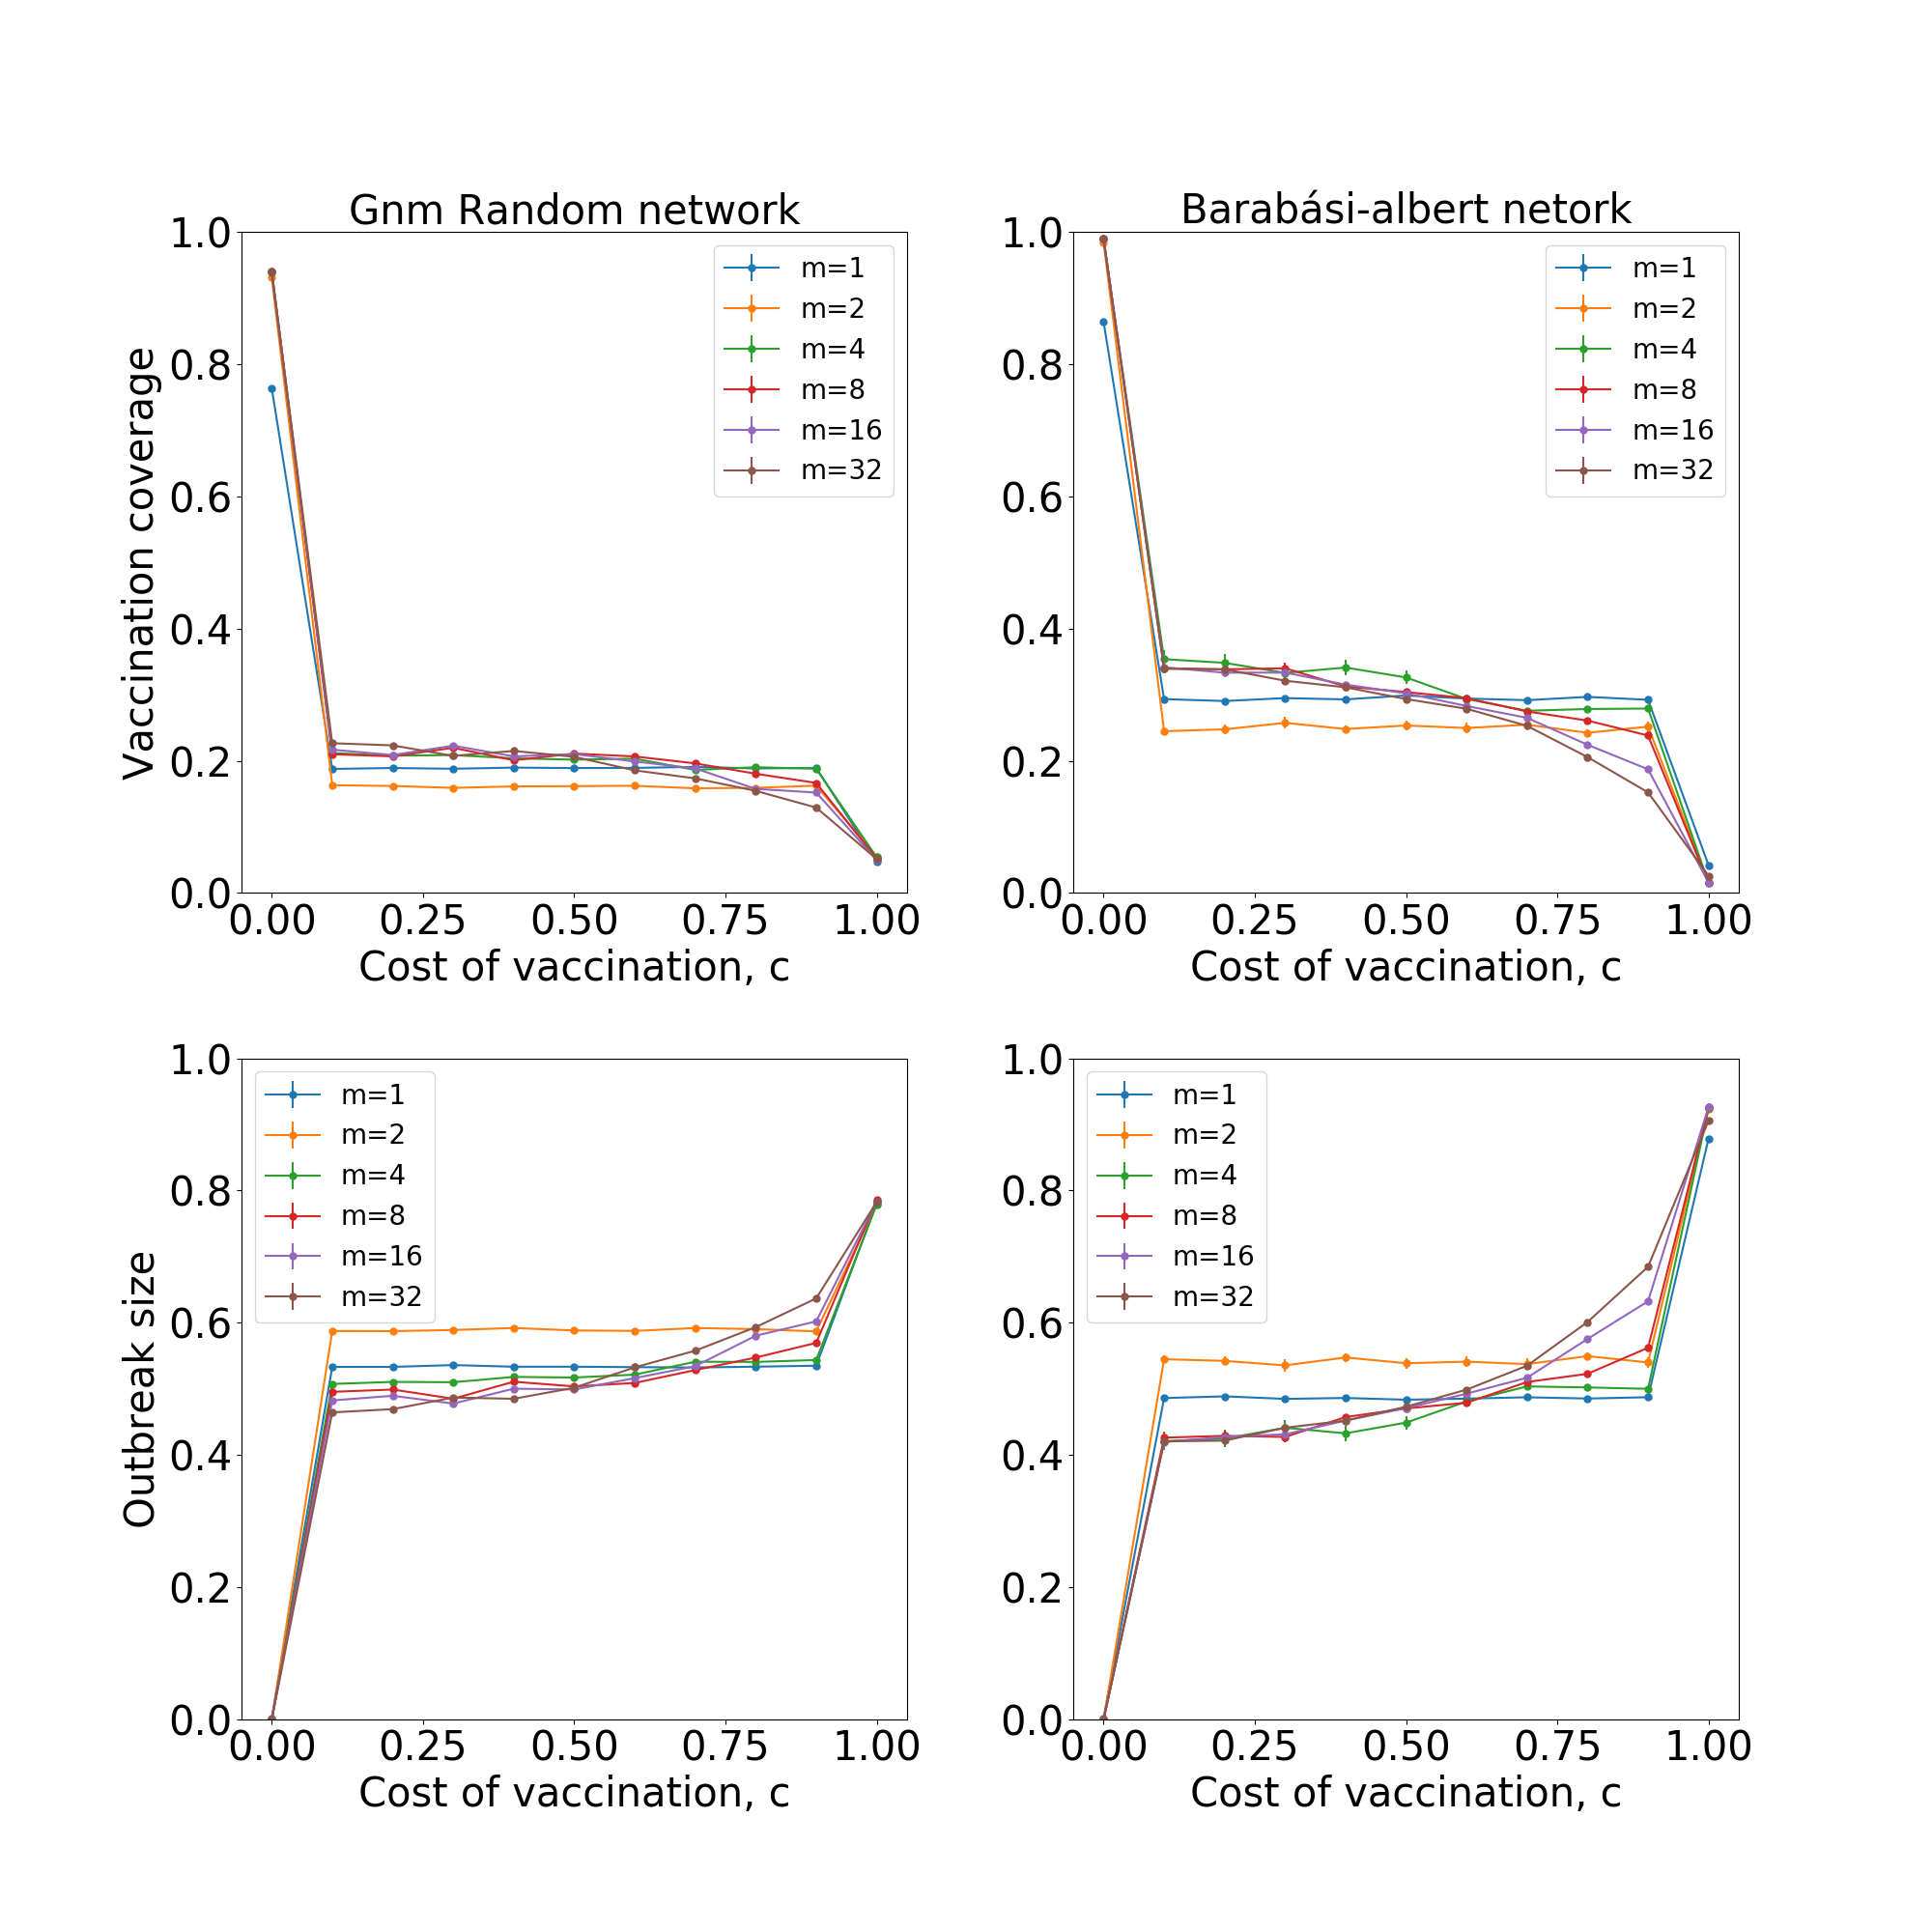 Gnm Random network
Barabási-albert netork
1.0
0.8
0.6
0.4
0.2
0.0
Vaccination coverage
m=1
m=2
m=4
m=8
m=16
m=32
0.00 0.25 0.50 0.75 1.00
Cost of vaccination, c
1.0
0.8
0.6
0.4
0.2
0.0
m=1
m=2
m=4
m=8
m=16
m=32
0.00 0.25 0.50 0.75 1.00
Cost of vaccination, c
1.0
0.8
0.6
0.4
0.2
0.0
Outbreak size
m=1
m=2
m=4
m=8
m=16
m=32
0.00 0.25 0.50 0.75 1.00
Cost of vaccination, c
1.0
0.8
0.6
0.4
0.2
0.0
m=1
m=2
m=4
m=8
m=16
m=32
0.00 0.25 0.50 0.75 1.00
Cost of vaccination, c